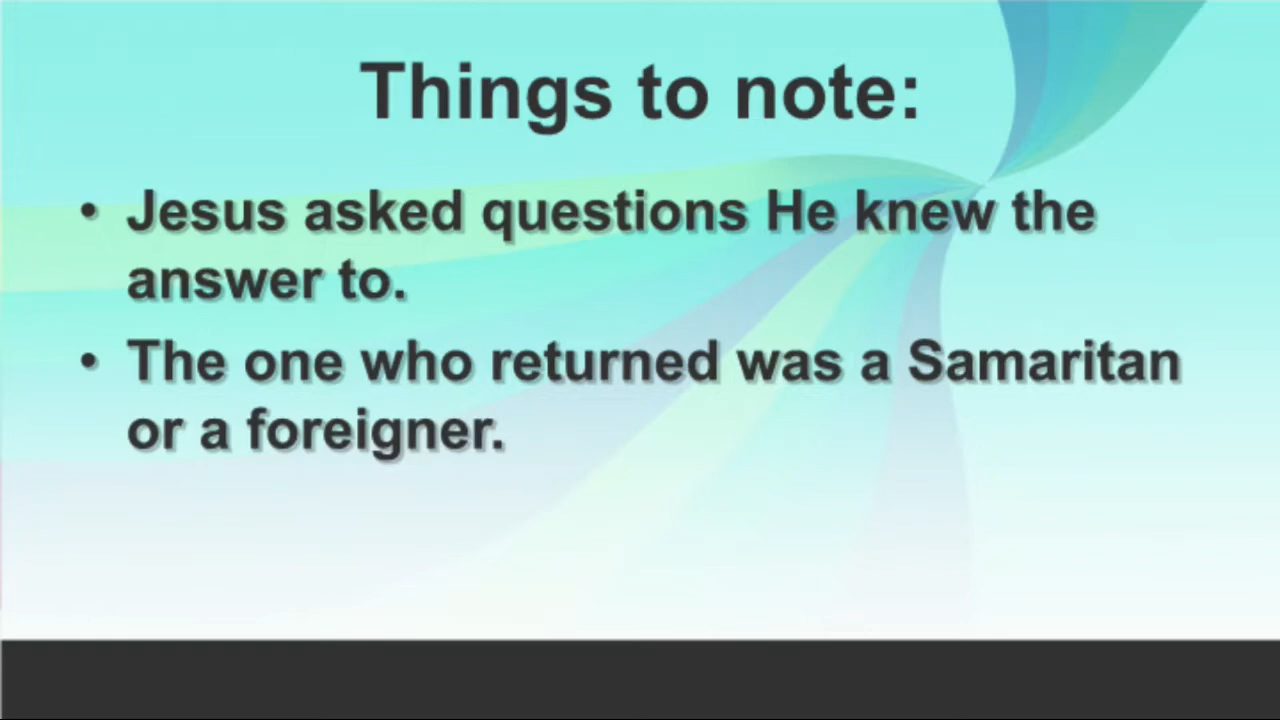 Things to note:
• Jesus asked questions He knew the
answer to.
• The one who returned was a Samaritan
or a foreigner.